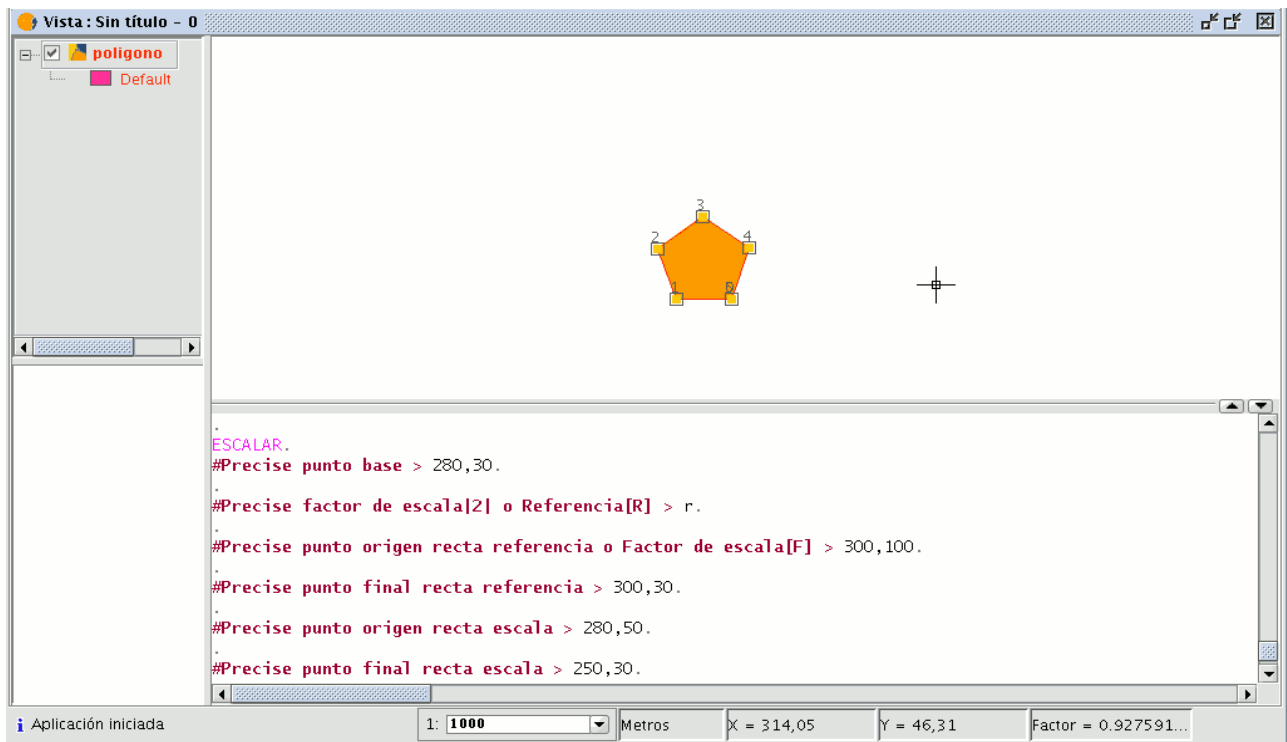 Vista : Sin título - 0
poligono
Default
3
2
4
1
.
ESCALAR.
#Precise punto base > 280,30.
.
#Precise factor de escala|2| o Referencia[R] > r.
.
#Precise punto origen recta referencia o Factor de escala[F] > 300,100.
.
#Precise punto final recta referencia > 300,30.
.
#Precise punto origen recta escala > 280,50.
.
#Precise punto final recta escala > 250,30.
i Aplicación iniciada
1: 1000
Metros
X = 314,05
Y = 46,31
Factor = 0.927591...